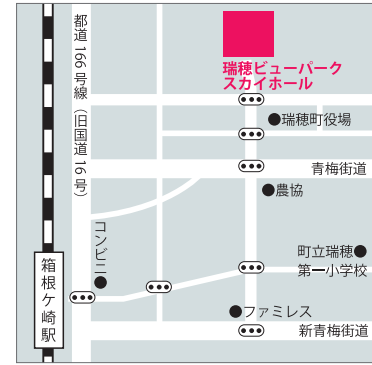 都道166号線（旧国道16号）
瑞穂ビューパーク
スカイホール
瑞穂町役場
青梅街道
農協
コンビニ
町立瑞穂
第一小学校
箱根ケ崎駅
ファミレス
新青梅街道